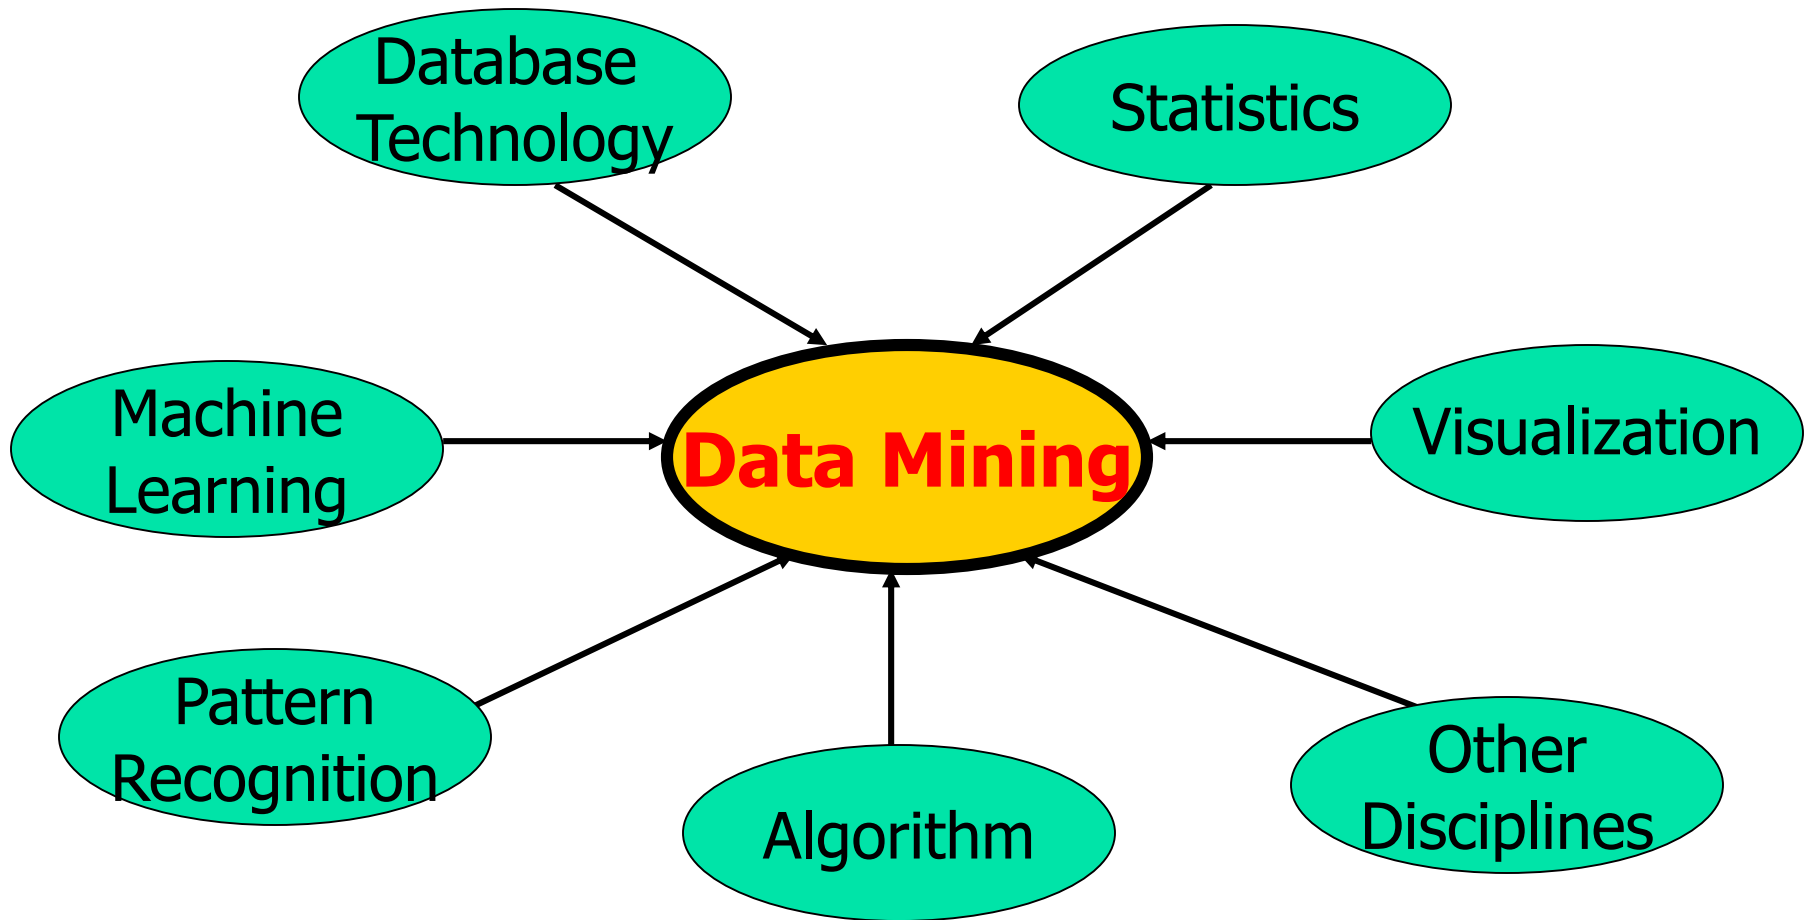 Database
Technology
Statistics
Machine
Learning
Data Mining
Visualization
Pattern
Recognition
Algorithm
Other
Disciplines